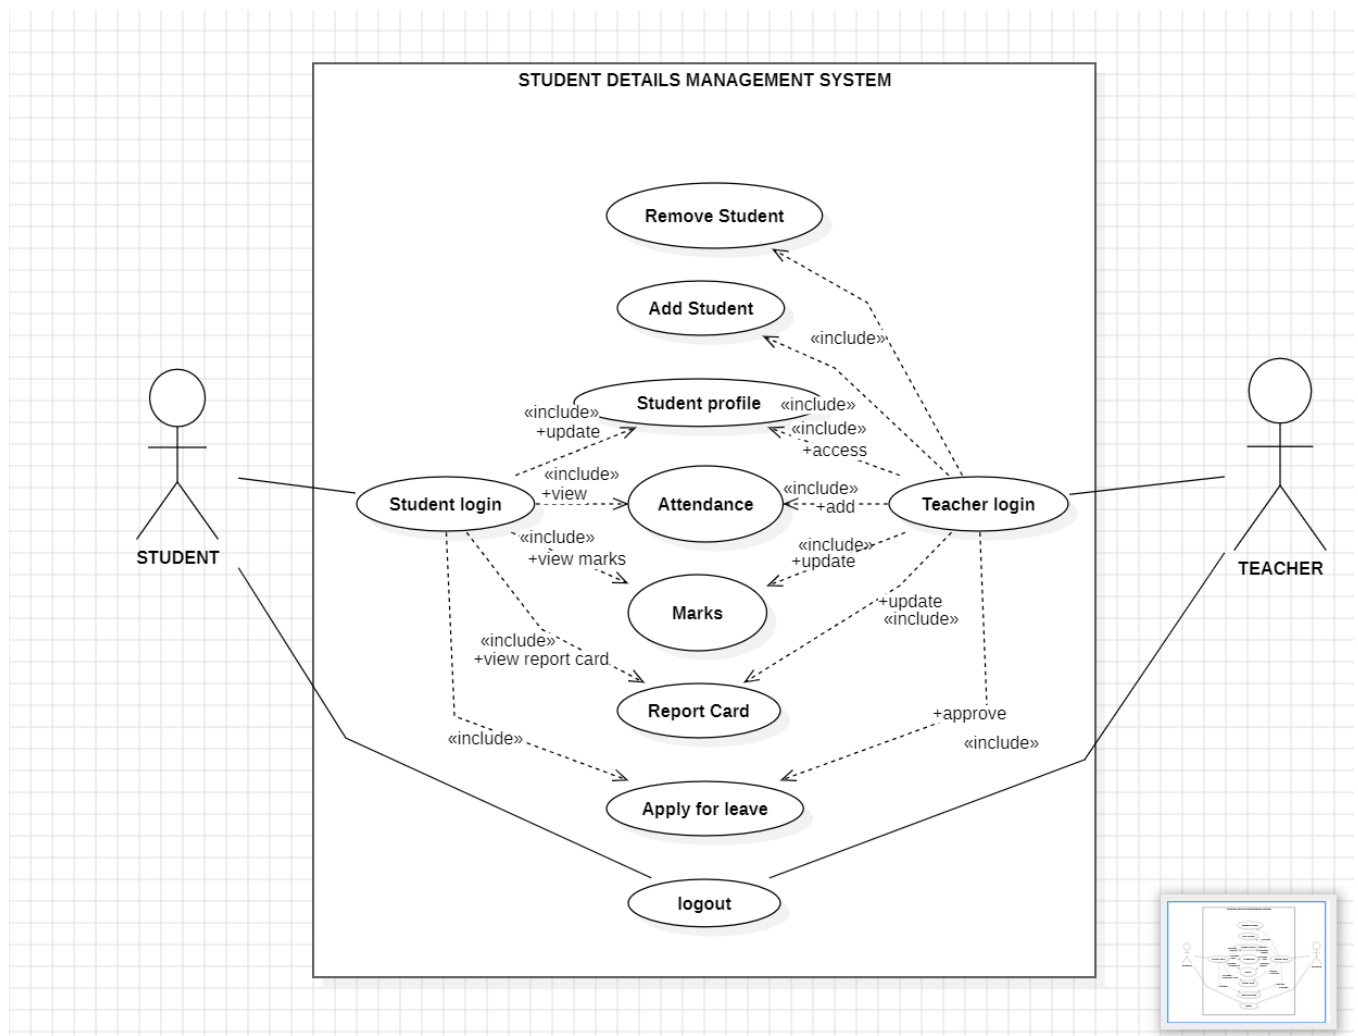 STUDENT DETAILS MANAGEMENT SYSTEM
Remove Student
Add Student
«include»
Student profile
«include»
«include»
+update
«include»
+access
Student login
«include»
+view
Attendance
«include»
+add
Teacher login
«include»
+view marks
«include»
+update
STUDENT
TEACHER
Marks
+update
«include»
«include»
+view report card
Report Card
+approve
«include»
«include»
Apply for leave
logout